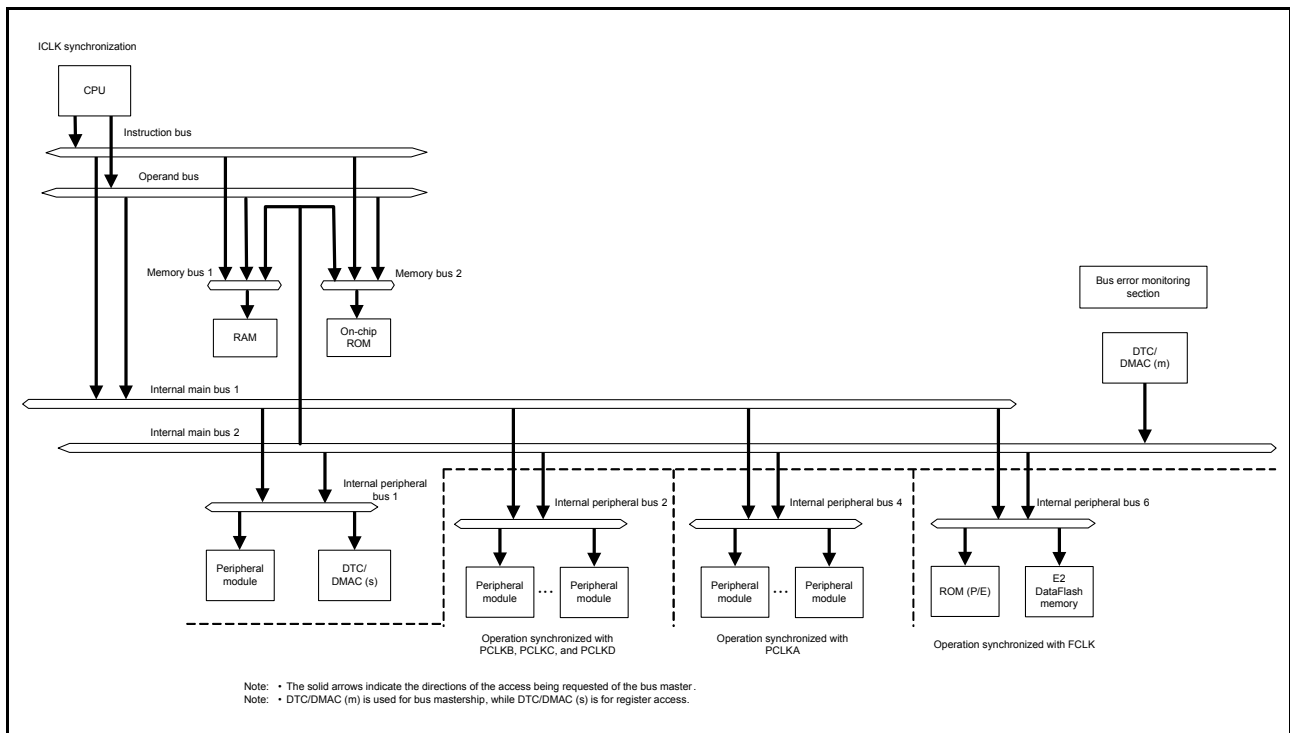 ICLK synchronization
CPU
Instruction bus
Operand bus
Memory bus 1
Memory bus 2
RAM
On-chip
ROM
Bus error monitoring
section
DTC/
DMAC (m)
Internal main bus 1
Internal main bus 2
Internal peripheral
bus 1
Internal peripheral bus 2
Internal peripheral bus 4
Internal peripheral bus 6
Peripheral
module
DTC/
DMAC (s)
Peripheral
module
...
Peripheral
module
Peripheral
module
...
Peripheral
module
ROM (P/E)
E2
DataFlash
memory
Operation synchronized with
PCLKB, PCLKC, and PCLKD
Operation synchronized with
PCLKA
Operation synchronized with FCLK
Note: • The solid arrows indicate the directions of the access being requested of the bus master.
Note: • DTC/DMAC (m) is used for bus mastership, while DTC/DMAC (s) is for register access.